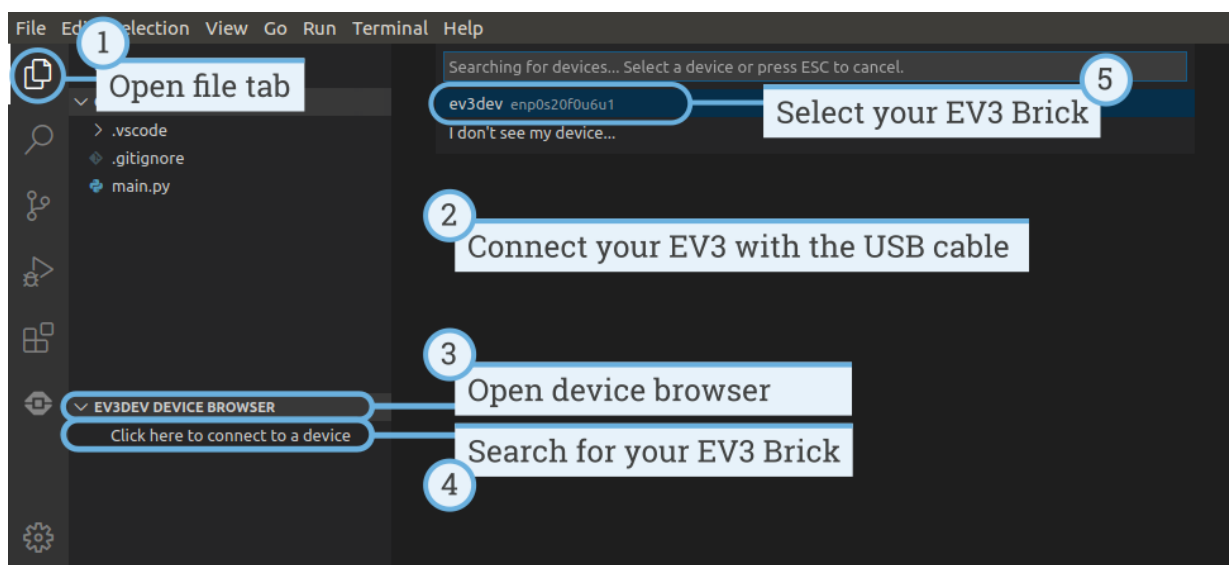 File Edit Selection View Go Run Terminal Help
1
Open file tab
Searching for devices... Select a device or press ESC to cancel.
5
ev3dev enp0s20f0u6u1
Select your EV3 Brick
I don't see my device...
.vscode
.gitignore
main.py
2
Connect your EV3 with the USB cable
3
Open device browser
EV3DEV DEVICE BROWSER
Click here to connect to a device
Search for your EV3 Brick
4